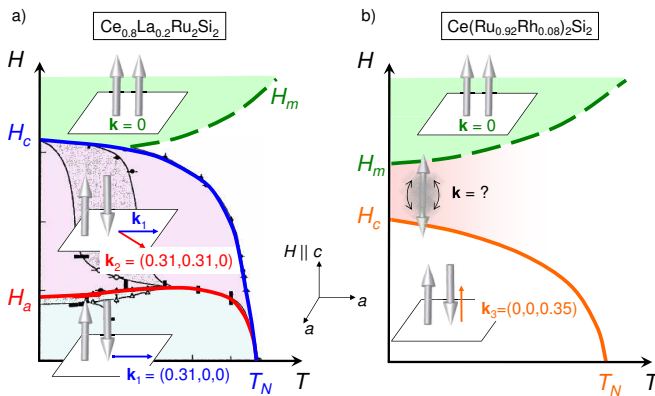 a)
Ce0.8La0.2Ru2Si2
H
k = 0
Hm
Hc
k1
k2 = (0.31,0.31,0)
Ha
k1 = (0.31,0,0)
TN
T
H || c
a
a
b)
Ce(Ru0.92Rh0.08)2Si2
H
k = 0
Hm
k = ?
Hc
k3=(0,0,0.35)
TN
T